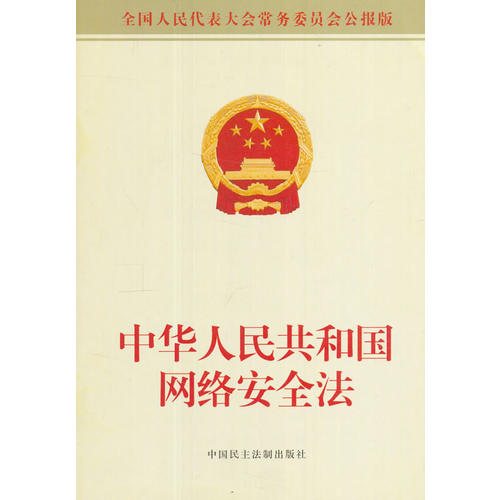 全国人民代表大会常务委员会公报版
中华人民共和国
网络安全法
中国民主法制出版社